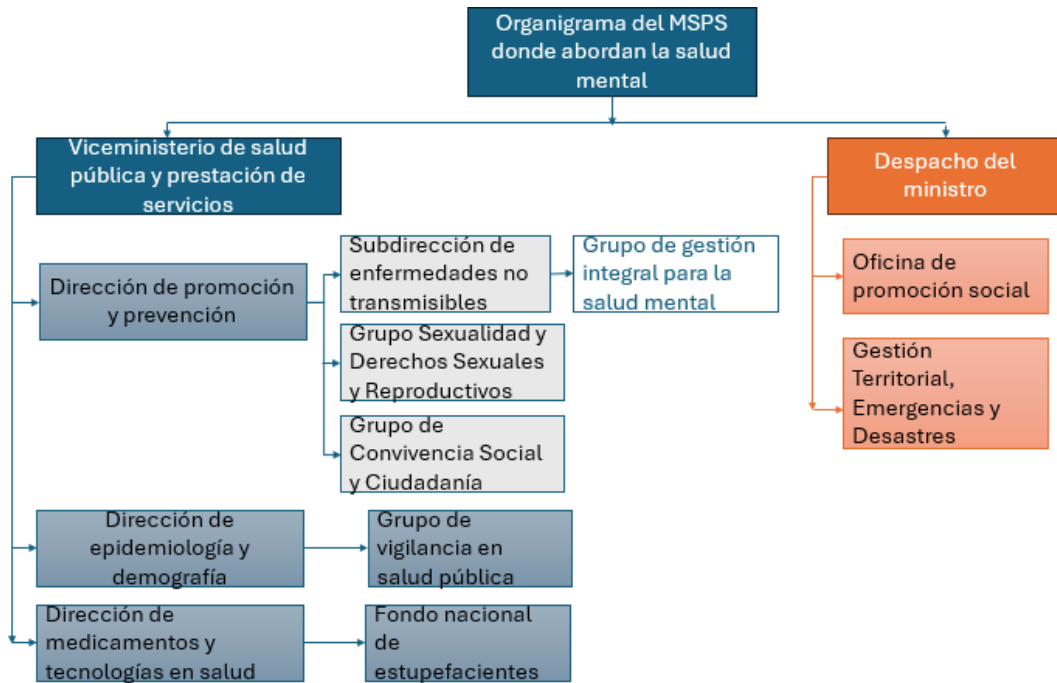 Organigrama del MSPS
donde abordan la salud
mental
Viceministerio de salud
pública y prestación de
servicios
Despacho del
ministro
Dirección de promoción
y prevención
Subdirección de
enfermedades no
transmisibles
Grupo de gestión
integral para la
salud mental
Grupo Sexualidad y
Derechos Sexuales
y Reproductivos
Grupo de
Convivencia Social
y Ciudadanía
Dirección de
epidemiología y
demografía
Grupo de
vigilancia en
salud pública
Dirección de
medicamentos y
tecnologías en salud
Fondo nacional
de
estupefacientes
Oficina de
promoción social
Gestión
Territorial,
Emergencias y
Desastres